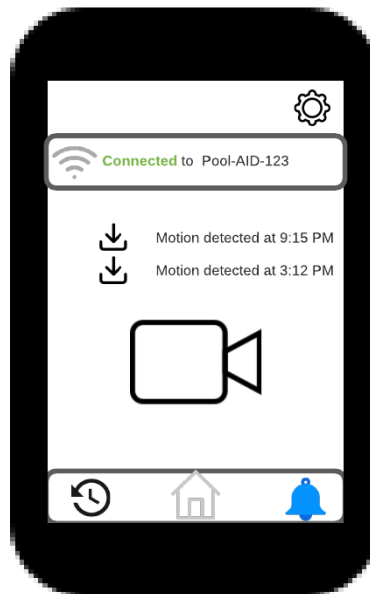 Connected to Pool-AID-123
Motion detected at 9:15 PM
Motion detected at 3:12 PM